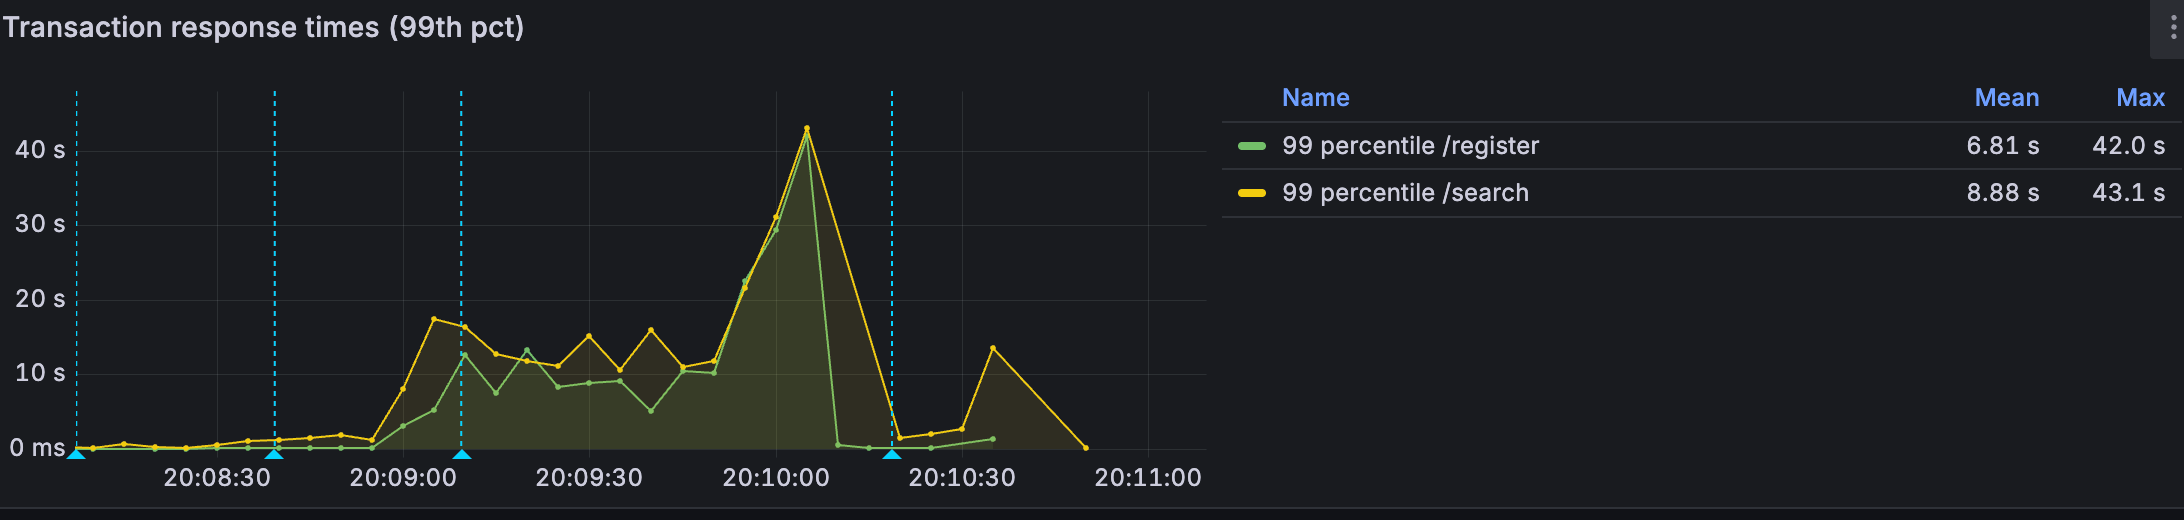 Transaction response times (99th pct)
40 s
30 s
20 s
10 s
0 ms
20:08:30 20:09:00 20:09:30 20:10:00 20:10:30 20:11:00
Name Mean Max
99 percentile /register 6.81 s 42.0 s
99 percentile /search 8.88 s 43.1 s